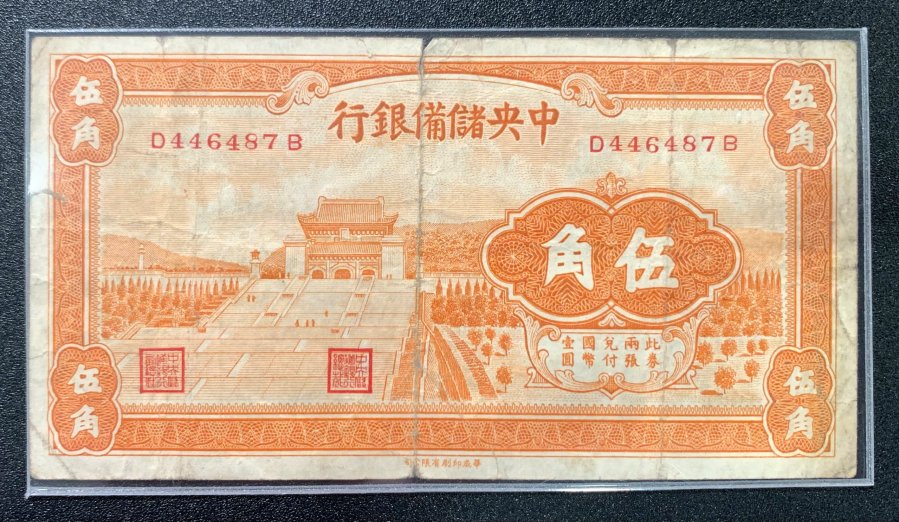 伍角
伍角
中央儲備銀行
D446487B
D446487B
伍角
此券
兩張
兌付
國幣
壹圓
伍角
伍角